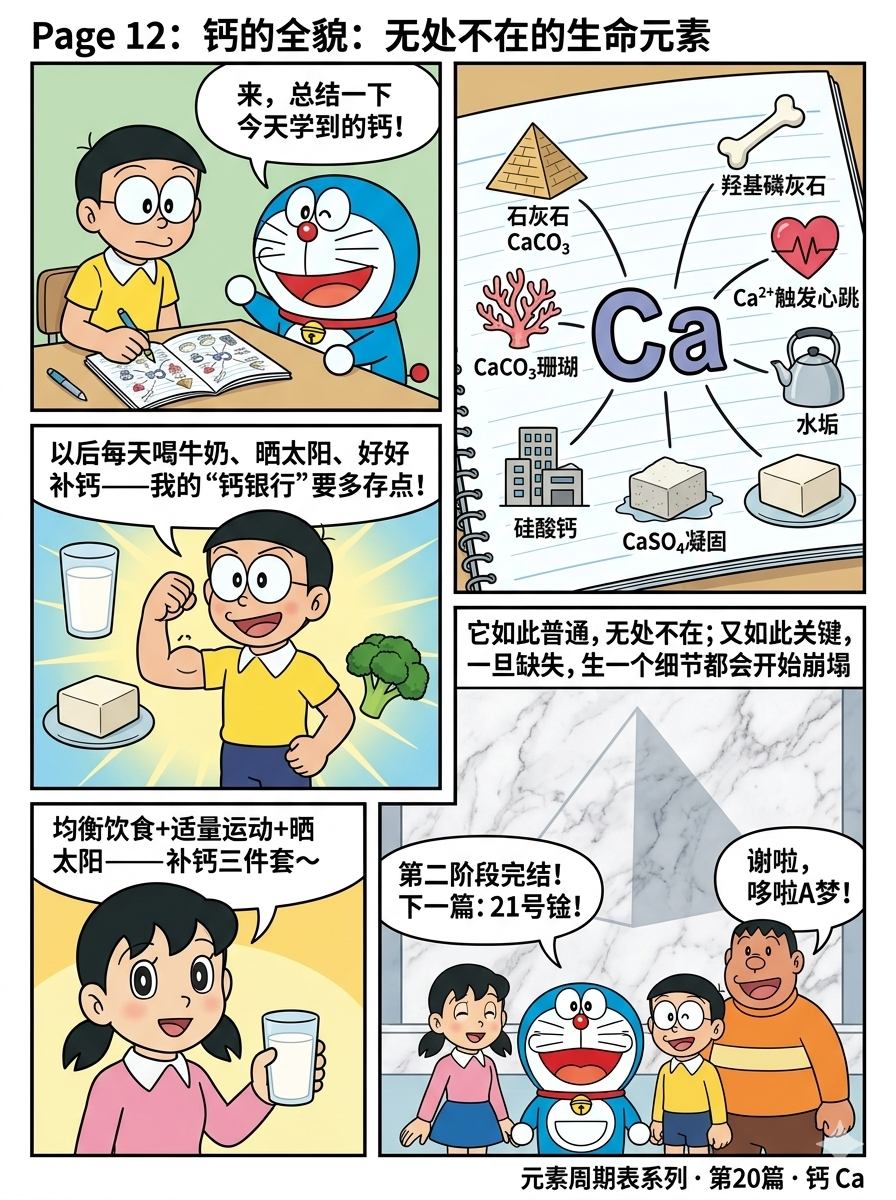 Page 12：钙的全貌：无处不在的生命元素
来，总结一下
今天学到的钙！
石灰石
CaCO₃
羟基磷灰石
Ca²⁺触发心跳
CaCO₃珊瑚
Ca
水垢
硅酸钙
CaSO₄凝固
以后每天喝牛奶、晒太阳、好好
补钙——我的“钙银行”要多存点！
它如此普通，无处不在；又如此关键，
一旦缺失，生一个细节都会开始崩塌
均衡饮食+适量运动+晒
太阳——补钙三件套～
第二阶段完结！
下一篇：21号
谢啦，
哆啦A梦！
元素周期表系列 · 第20篇 · 钙 Ca